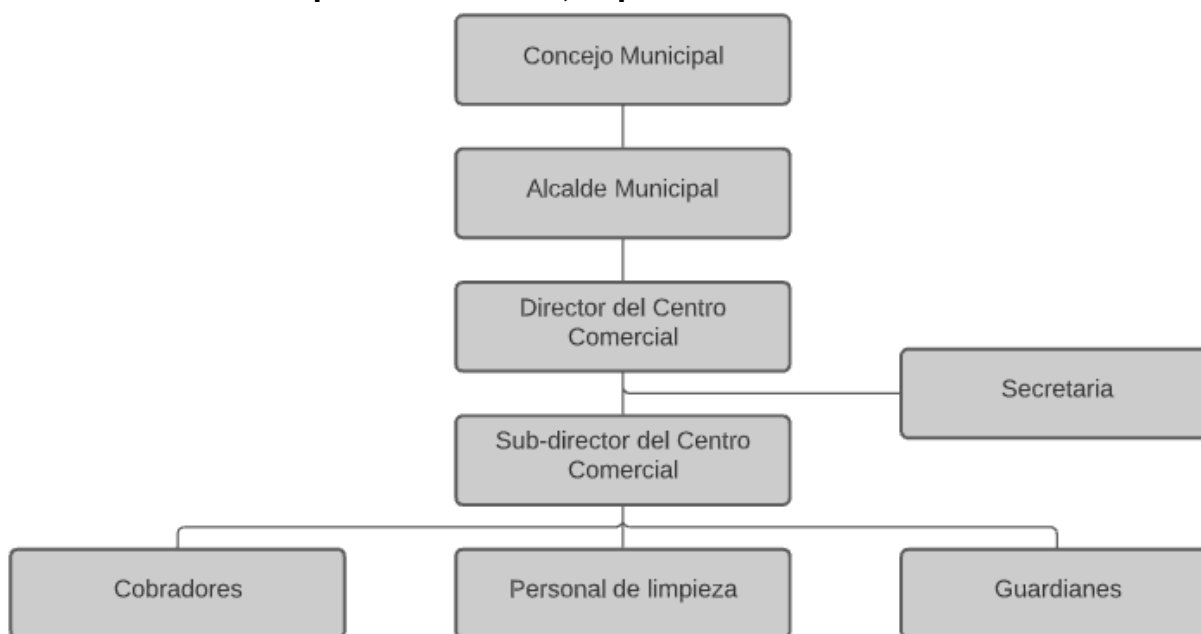 Concejo Municipal
Alcalde Municipal
Director del Centro
Comercial
Secretaria
Sub-director del Centro
Comercial
Cobradores
Personal de limpieza
Guardianes